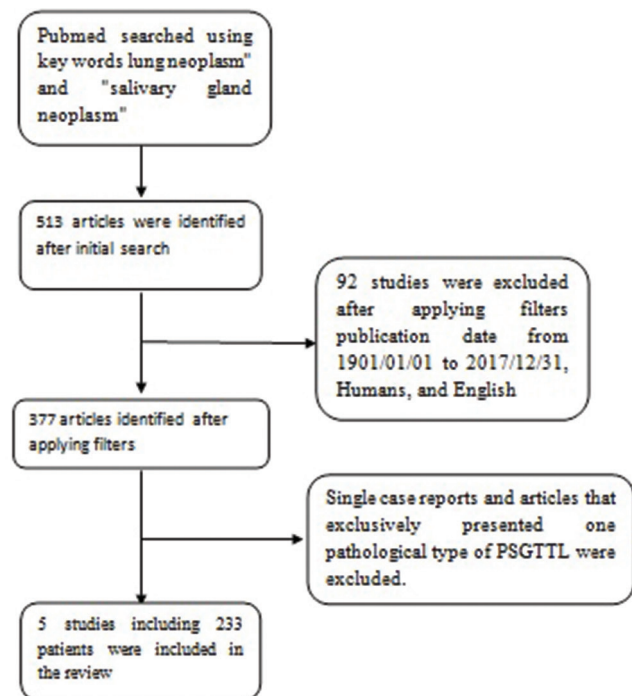 Pubmed searched using
key words lung neoplasm"
and "salivary gland
neoplasm"
513 articles were identified
after initial search
92 studies were excluded
after applying filters
publication date from
1901/01/01 to 2017/12/31,
Humans, and English
377 articles identified after
applying filters
Single case reports and articles that
exclusively presented one
pathological type of PSGTTL were
excluded.
5 studies including 233
patients were included in
the review